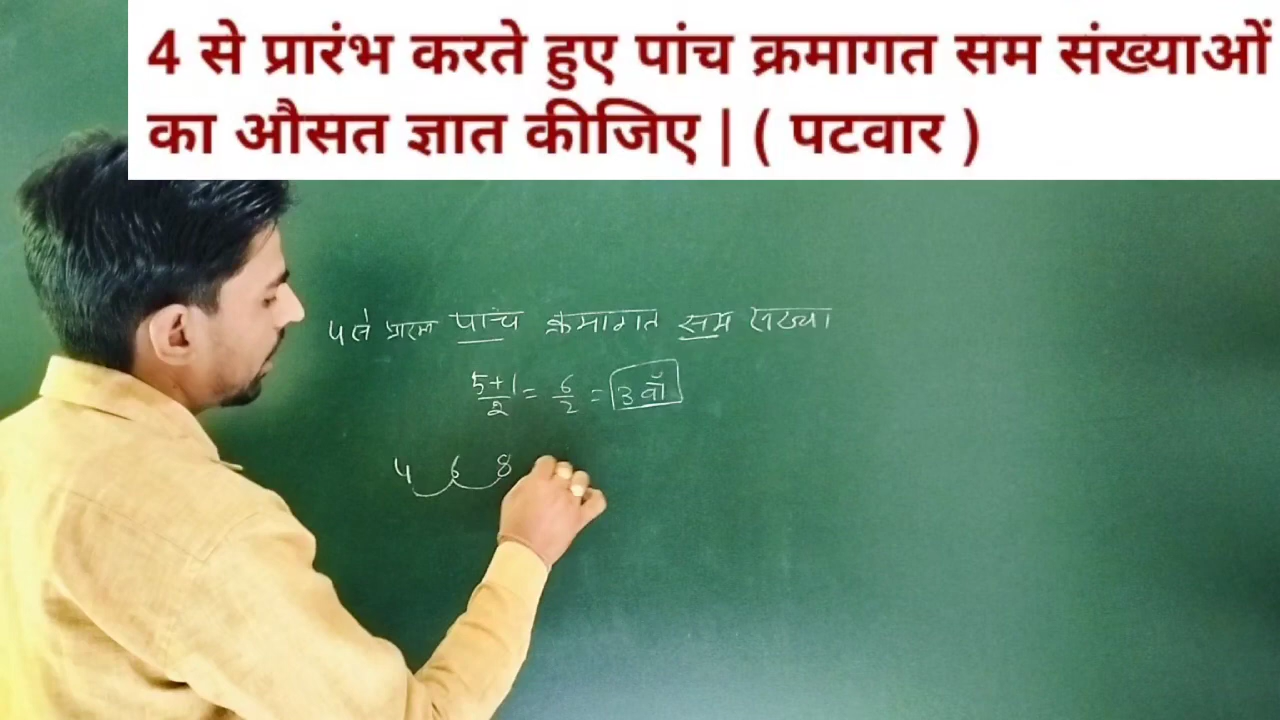 4 से प्रारंभ करते हुए पांच क्रमागत सम संख्याओं
का औसत ज्ञात कीजिए | ( पटवार )
4 से प्रारम्भ पांच क्रमागत सम संख्या
5+1/2 = 6/2 = 3 वाँ
4 6 8